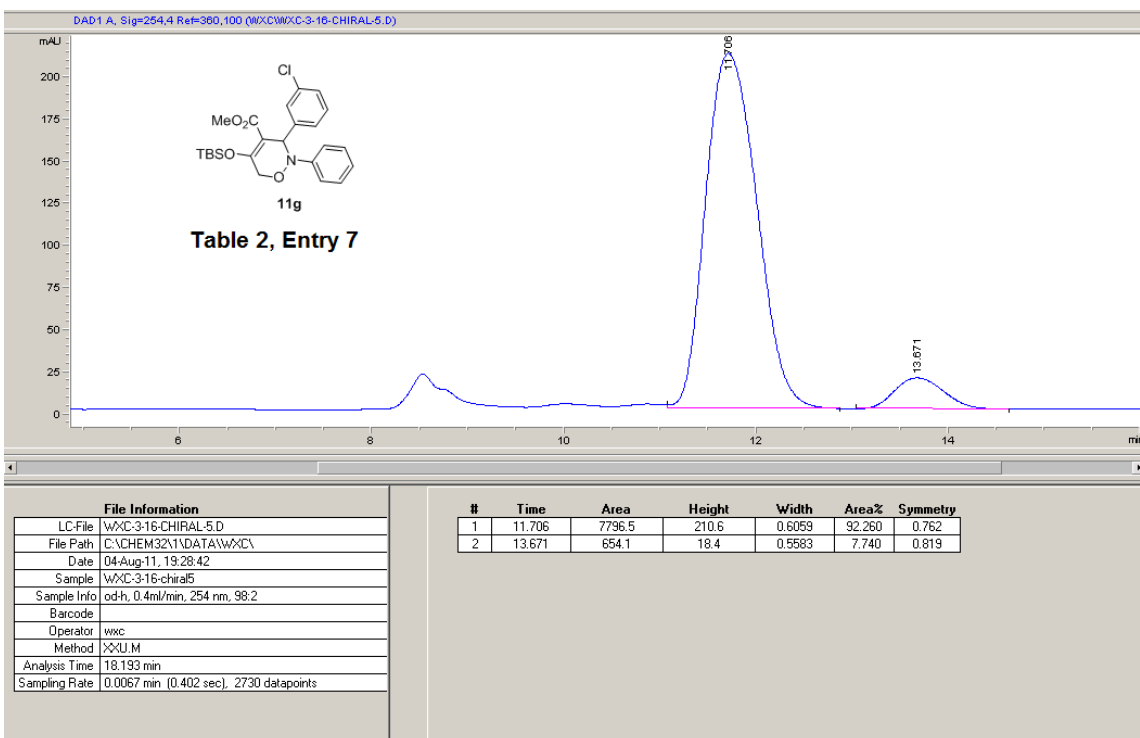 DAD1 A, Sig=254,4 Ref=360,100 (WXC\WXC-3-16-CHIRAL-5.D)
mAU
200
175
150
125
100
75
50
25
0
11.706
13.671
Cl
MeO2C
TBSO
N
O
11g
Table 2, Entry 7
6 8 10 12 14 min
File Information
LC-File WXC-3-16-CHIRAL-5.D
File Path C:\CHEM32\1\DATA\WXC\
Date 04-Aug-11, 19:28:42
Sample WXC-3-16-chiral5
Sample Info od-h, 0.4ml/min, 254 nm, 98:2
Barcode
Operator wxc
Method XXU.M
Analysis Time 18.193 min
Sampling Rate 0.0067 min (0.402 sec), 2730 datapoints
# Time Area Height Width Area% Symmetry
1 11.706 7796.5 210.6 0.6059 92.260 0.762
2 13.671 654.1 18.4 0.5583 7.740 0.819